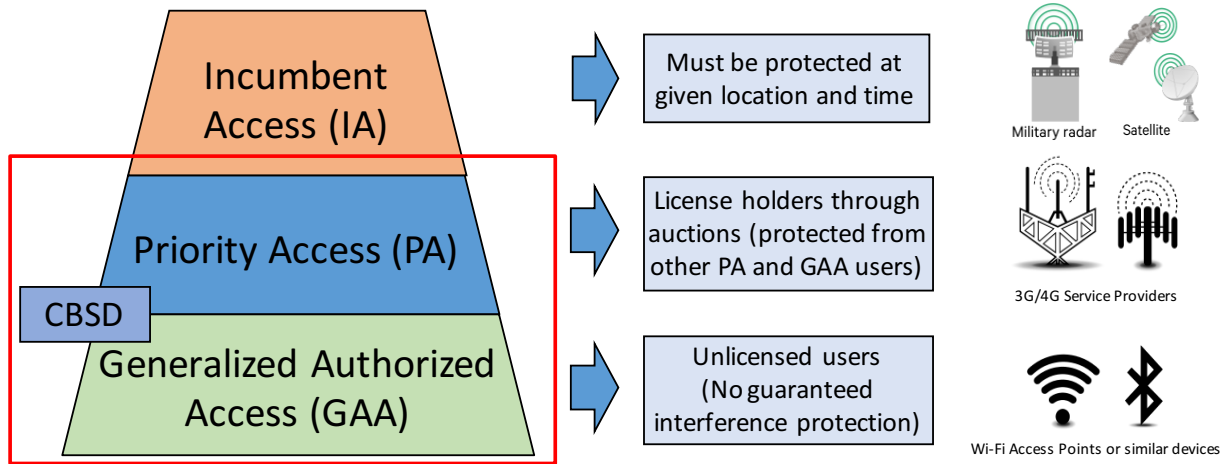 Incumbent
Access (IA)
Must be protected at
given location and time
Military radar
Satellite
Priority Access (PA)
License holders through
auctions (protected from
other PA and GAA users)
3G/4G Service Providers
CBSD
Generalized Authorized
Access (GAA)
Unlicensed users
(No guaranteed
interference protection)
Wi-Fi Access Points or similar devices